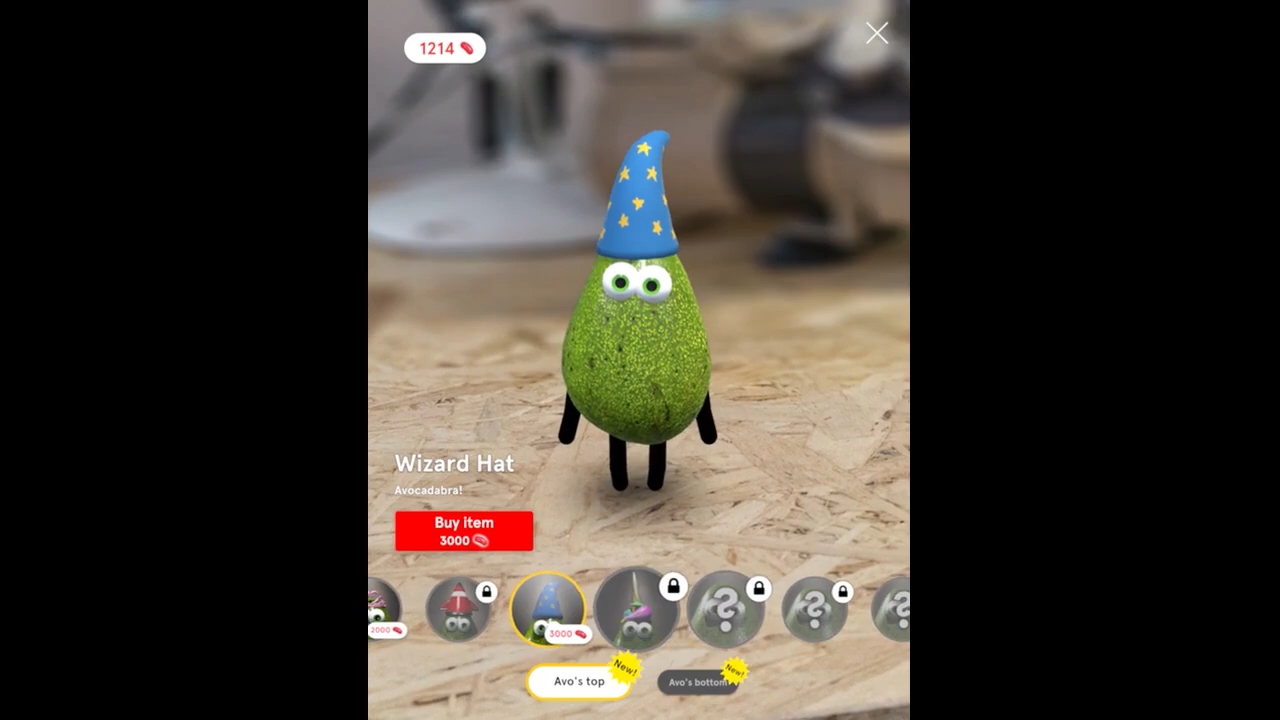 1214
Wizard Hat
Avocadabra!
Buy item
3000
2000
3000
?
?
?
New!
New!
Avo's top
Avo's bottom